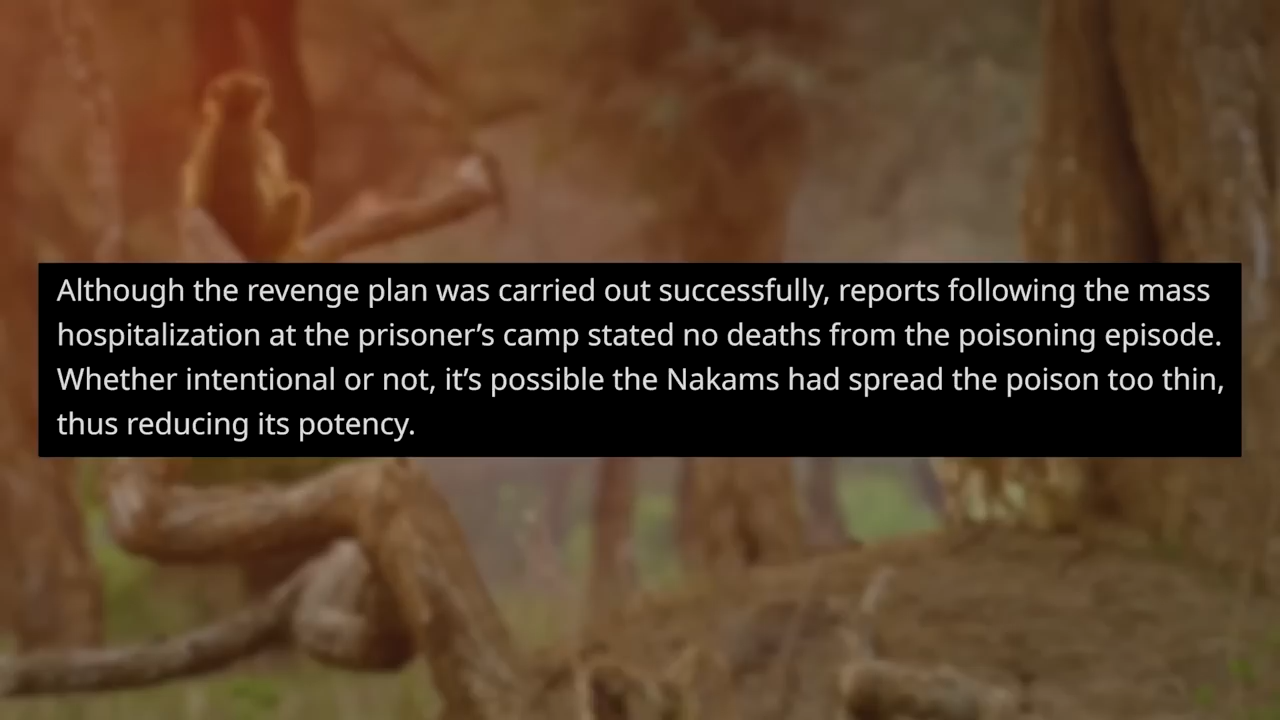 Although the revenge plan was carried out successfully, reports following the mass
hospitalization at the prisoner’s camp stated no deaths from the poisoning episode.
Whether intentional or not, it’s possible the Nakams had spread the poison too thin,
thus reducing its potency.